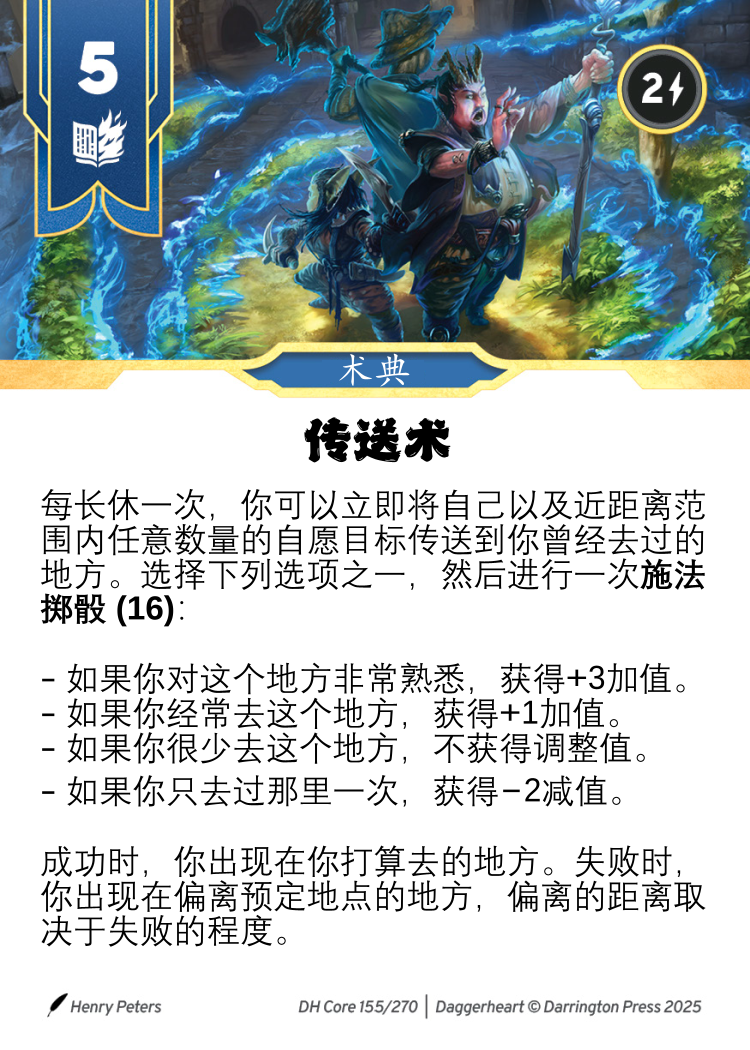 5
2
术典
传送术
每长休一次，你可以立即将自己以及近距离范
围内任意数量的自愿目标传送到你曾经去过的
地方。选择下列选项之一，然后进行一次施法
掷骰 (16)：
– 如果你对这个地方非常熟悉，获得+3加值。
– 如果你经常去这个地方，获得+1加值。
– 如果你很少去这个地方，不获得调整值。
– 如果你只去过那里一次，获得−2减值。
成功时，你出现在你打算去的地方。失败时，
你出现在偏离预定地点的地方，偏离的距离取
决于失败的程度。
Henry Peters
DH Core 155/270 | Daggerheart © Darrington Press 2025